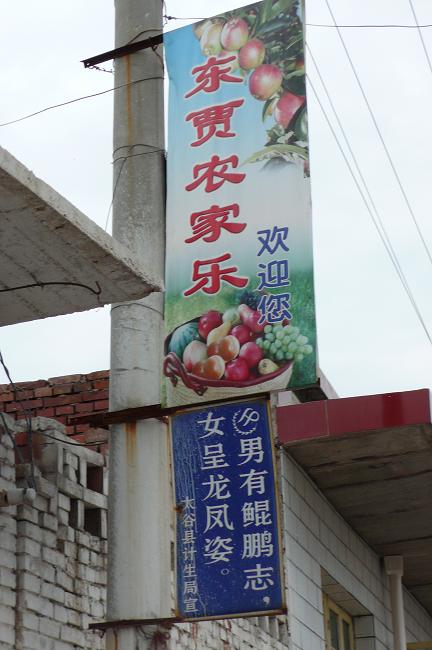 东贾农家乐
欢迎您
男有鲲鹏志，
女呈龙凤姿。
太谷县计生局宣